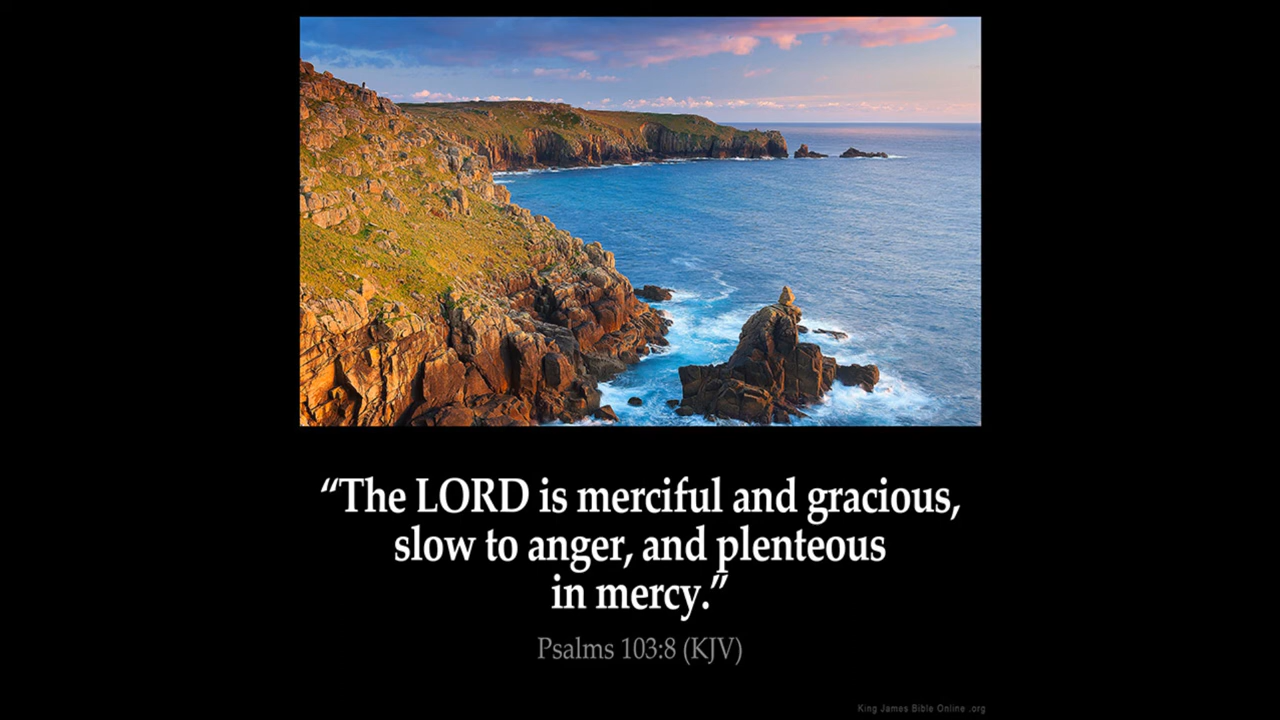 “The LORD is merciful and gracious,
slow to anger, and plenteous
in mercy.”
Psalms 103:8 (KJV)
King James Bible Online .org